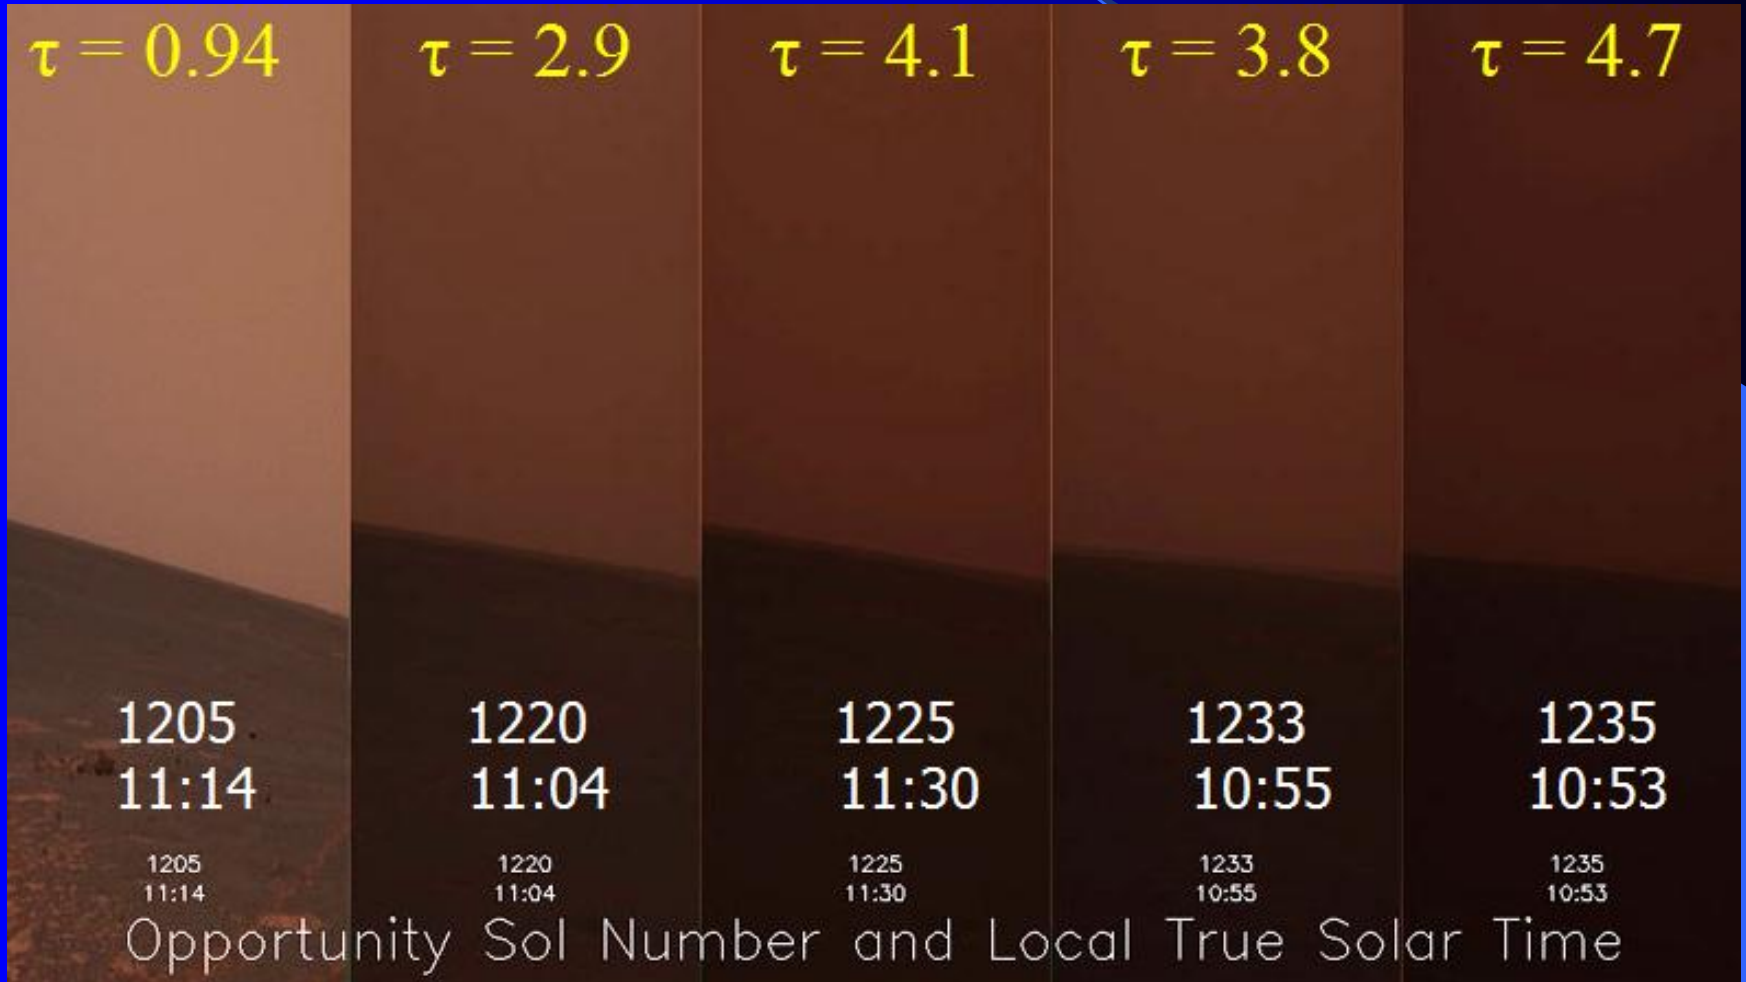 τ = 0.94 τ = 2.9 τ = 4.1 τ = 3.8 τ = 4.7
1205 1220 1225 1233 1235
11:14 11:04 11:30 10:55 10:53
1205 1220 1225 1233 1235
11:14 11:04 11:30 10:55 10:53
Opportunity Sol Number and Local True Solar Time